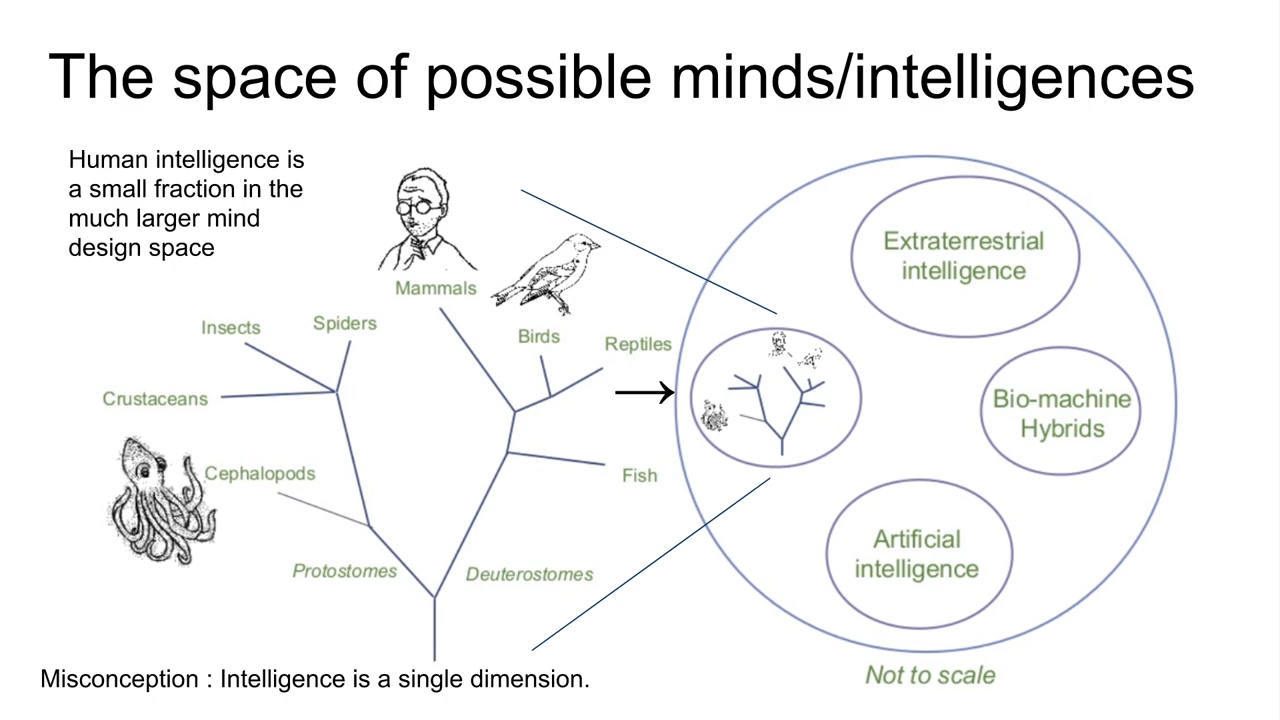 The space of possible minds/intelligences
Human intelligence is
a small fraction in the
much larger mind
design space
Mammals
Insects
Spiders
Birds
Reptiles
Crustaceans
Cephalopods
Fish
Protostomes
Deuterostomes
Extraterrestrial
intelligence
Bio-machine
Hybrids
Artificial
intelligence
Not to scale
Misconception : Intelligence is a single dimension.